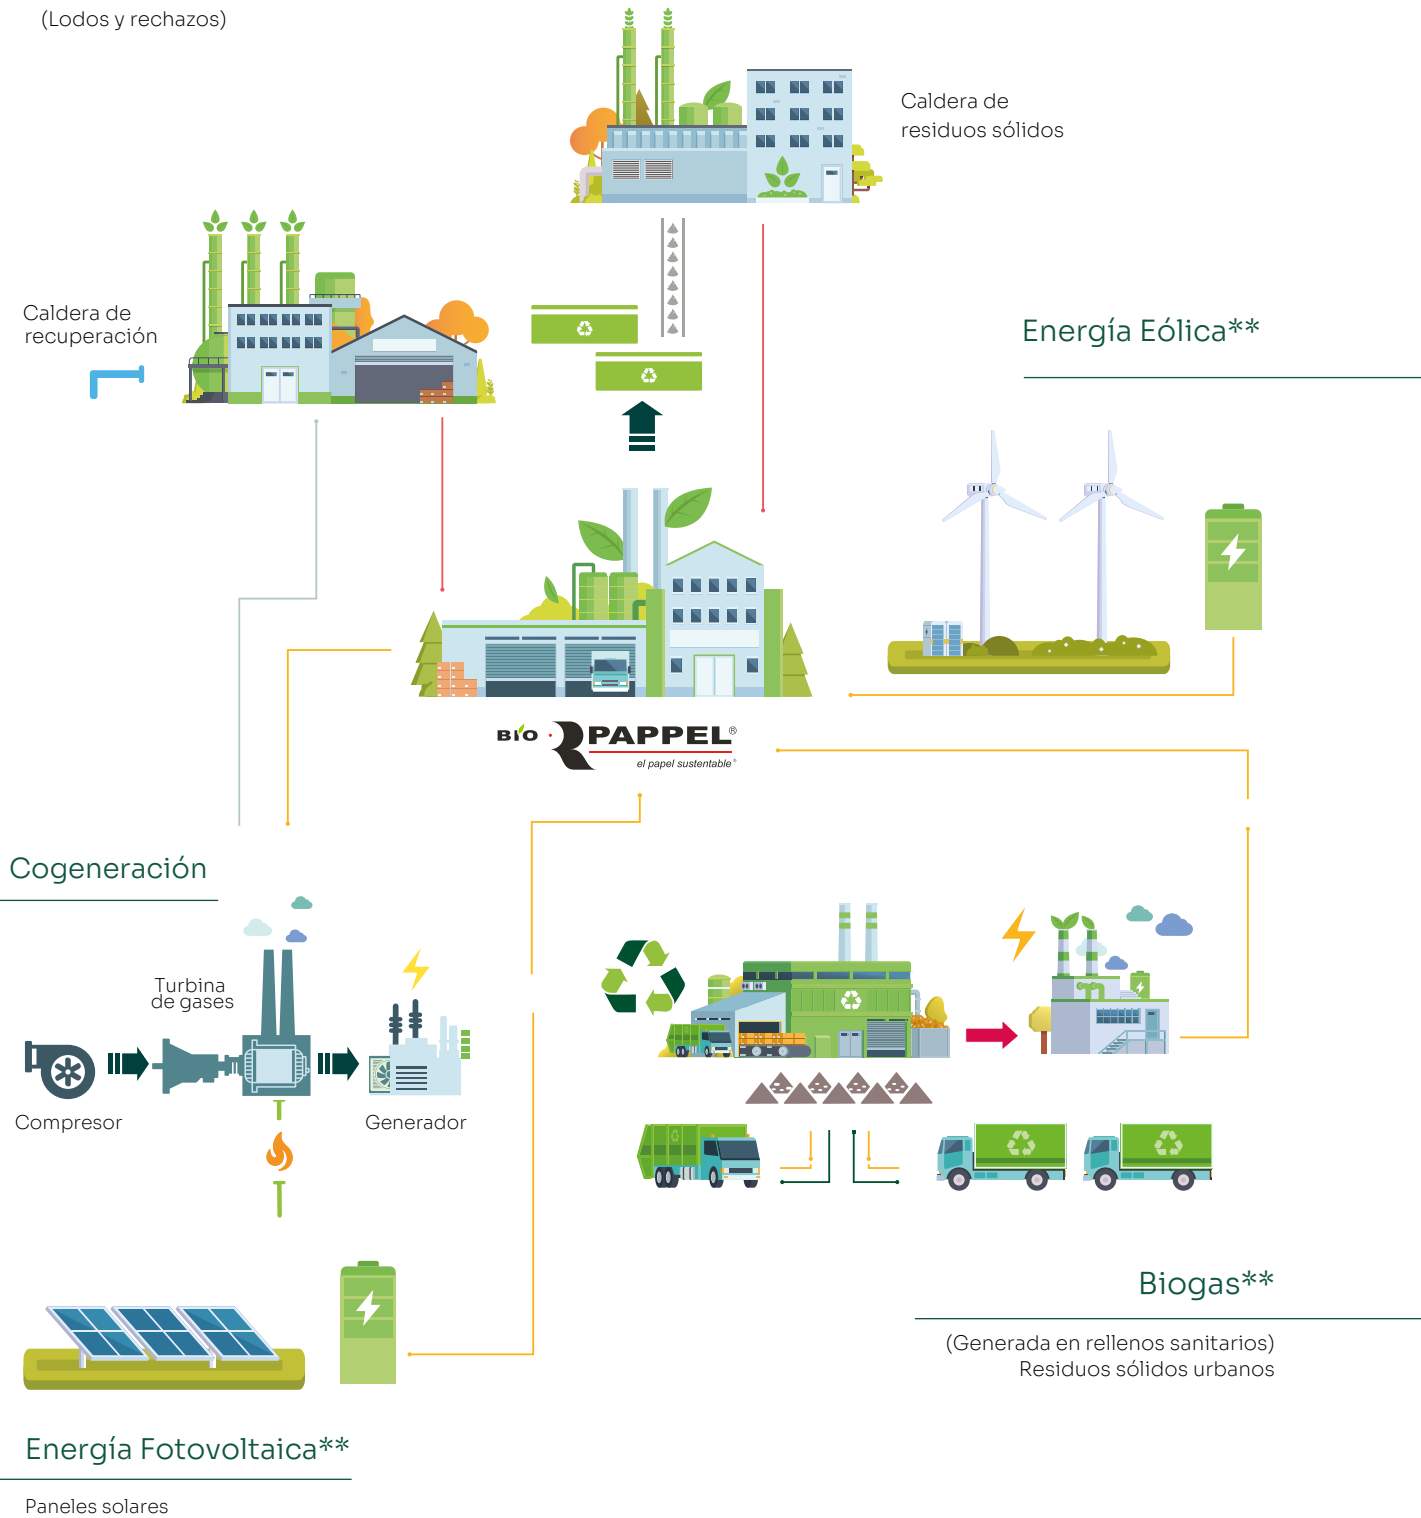 (Lodos y rechazos)
Caldera de
residuos sólidos
Caldera de
recuperación
Energía Eólica**
BIO PAPPEL®
el papel sustentable®
Cogeneración
Turbina
de gases
Compresor
Generador
Biogas**
(Generada en rellenos sanitarios)
Residuos sólidos urbanos
Energía Fotovoltaica**
Paneles solares